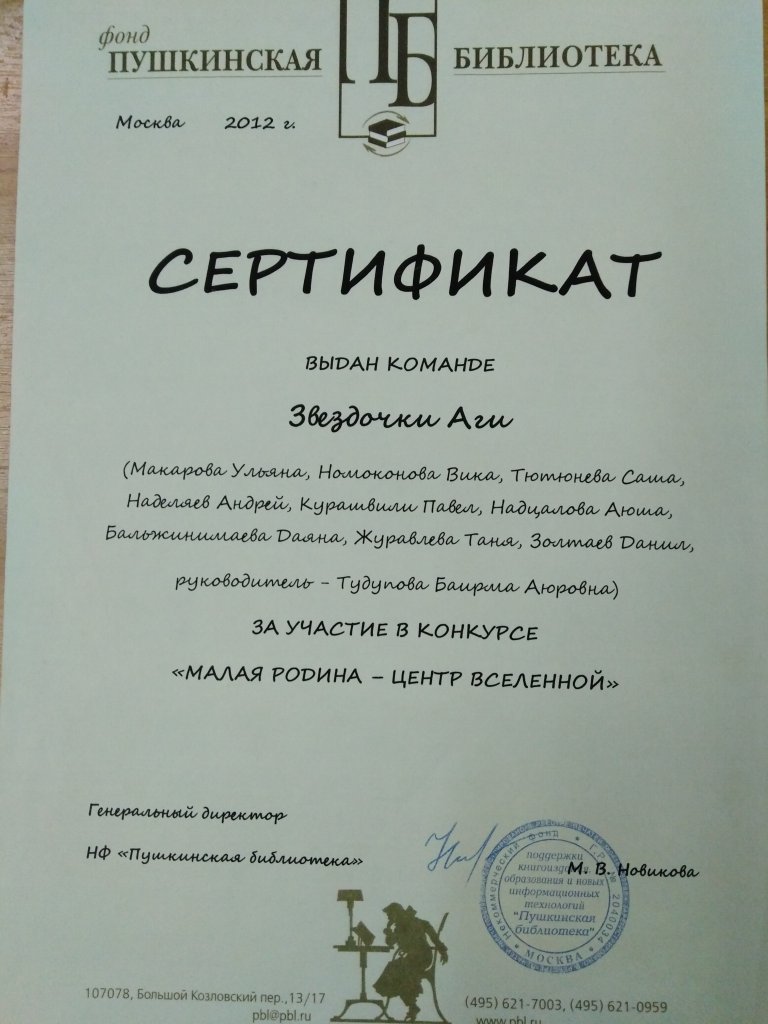 фонд
ПУШКИНСКАЯ БИБЛИОТЕКА
ПБ
Москва 2012 г.
СЕРТИФИКАТ
ВЫДАН КОМАНДЕ
Звездочки Аги
(Макарова Ульяна, Номоконова Вика, Тютюнева Саша,
Наделяев Андрей, Курашвили Павел, Надцалова Аюша,
Бальжинимаева Даяна, Журавлева Таня, Золтаев Данил,
руководитель - Тудупова Баирма Аюровна)
ЗА УЧАСТИЕ В КОНКУРСЕ
«МАЛАЯ РОДИНА – ЦЕНТР ВСЕЛЕННОЙ»
Генеральный директор
НФ «Пушкинская библиотека»
М. В. Новикова
Некоммерческий фонд
поддержки
образования и новых
информационных
технологий
"Пушкинская
библиотека"
МОСКВА
107078, Большой Козловский пер.,13/17
pbl@pbl.ru
(495) 621-7003, (495) 621-0959
www.pbl.ru